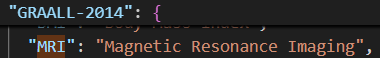 "GRAALL-2014": {
"MRI": "Magnetic Resonance Imaging",